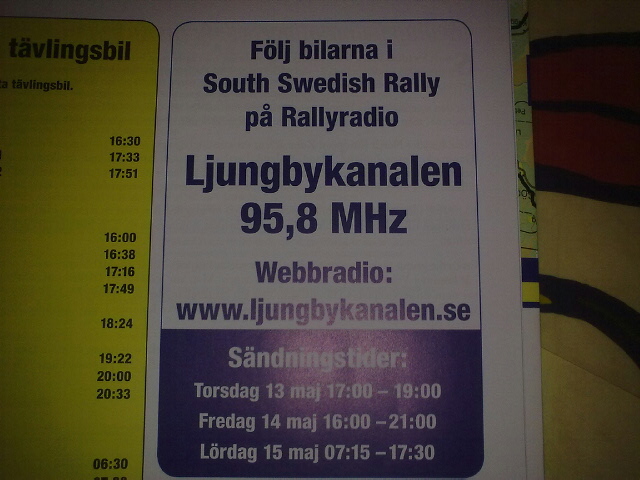 tävlingsbil
tävlingsbil.
16:30
17:33
17:51
16:00
16:38
17:16
17:49
18:24
19:22
20:00
20:33
06:30
Följ bilarna i
South Swedish Rally
på Rallyradio
Ljungbykanalen
95,8 MHz
Webbradio:
www.ljungbykanalen.se
Sändningstider:
Torsdag 13 maj 17:00 – 19:00
Fredag 14 maj 16:00 –21:00
Lördag 15 maj 07:15 – 17:30